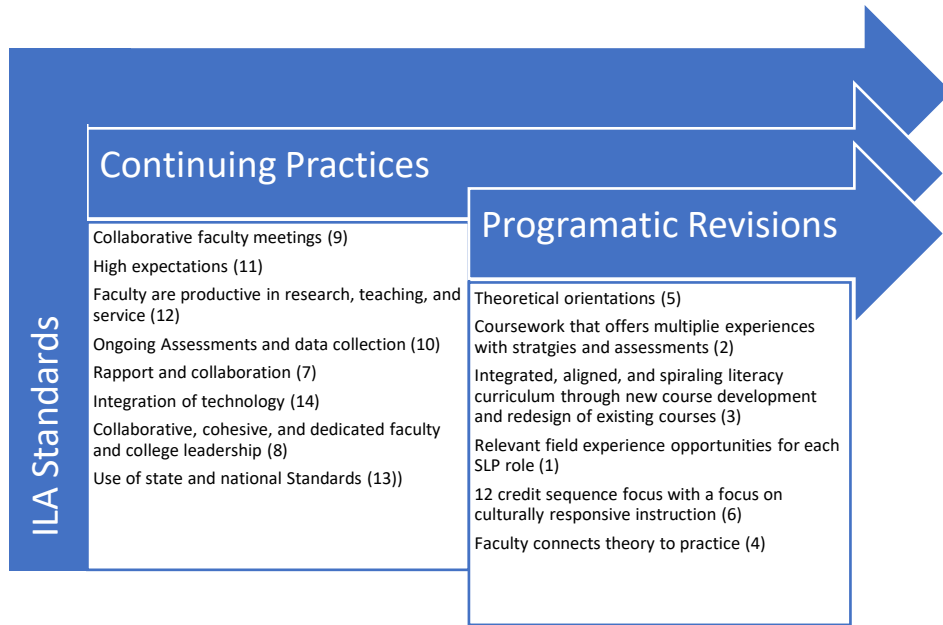 ILA Standards
Continuing Practices
Collaborative faculty meetings (9)
High expectations (11)
Faculty are productive in research, teaching, and
service (12)
Ongoing Assessments and data collection (10)
Rapport and collaboration (7)
Integration of technology (14)
Collaborative, cohesive, and dedicated faculty
and college leadership (8)
Use of state and national Standards (13))
Programatic Revisions
Theoretical orientations (5)
Coursework that offers multiplie experiences
with stratgies and assessments (2)
Integrated, aligned, and spiraling literacy
curriculum through new course development
and redesign of existing courses (3)
Relevant field experience opportunities for each
SLP role (1)
12 credit sequence focus with a focus on
culturally responsive instruction (6)
Faculty connects theory to practice (4)